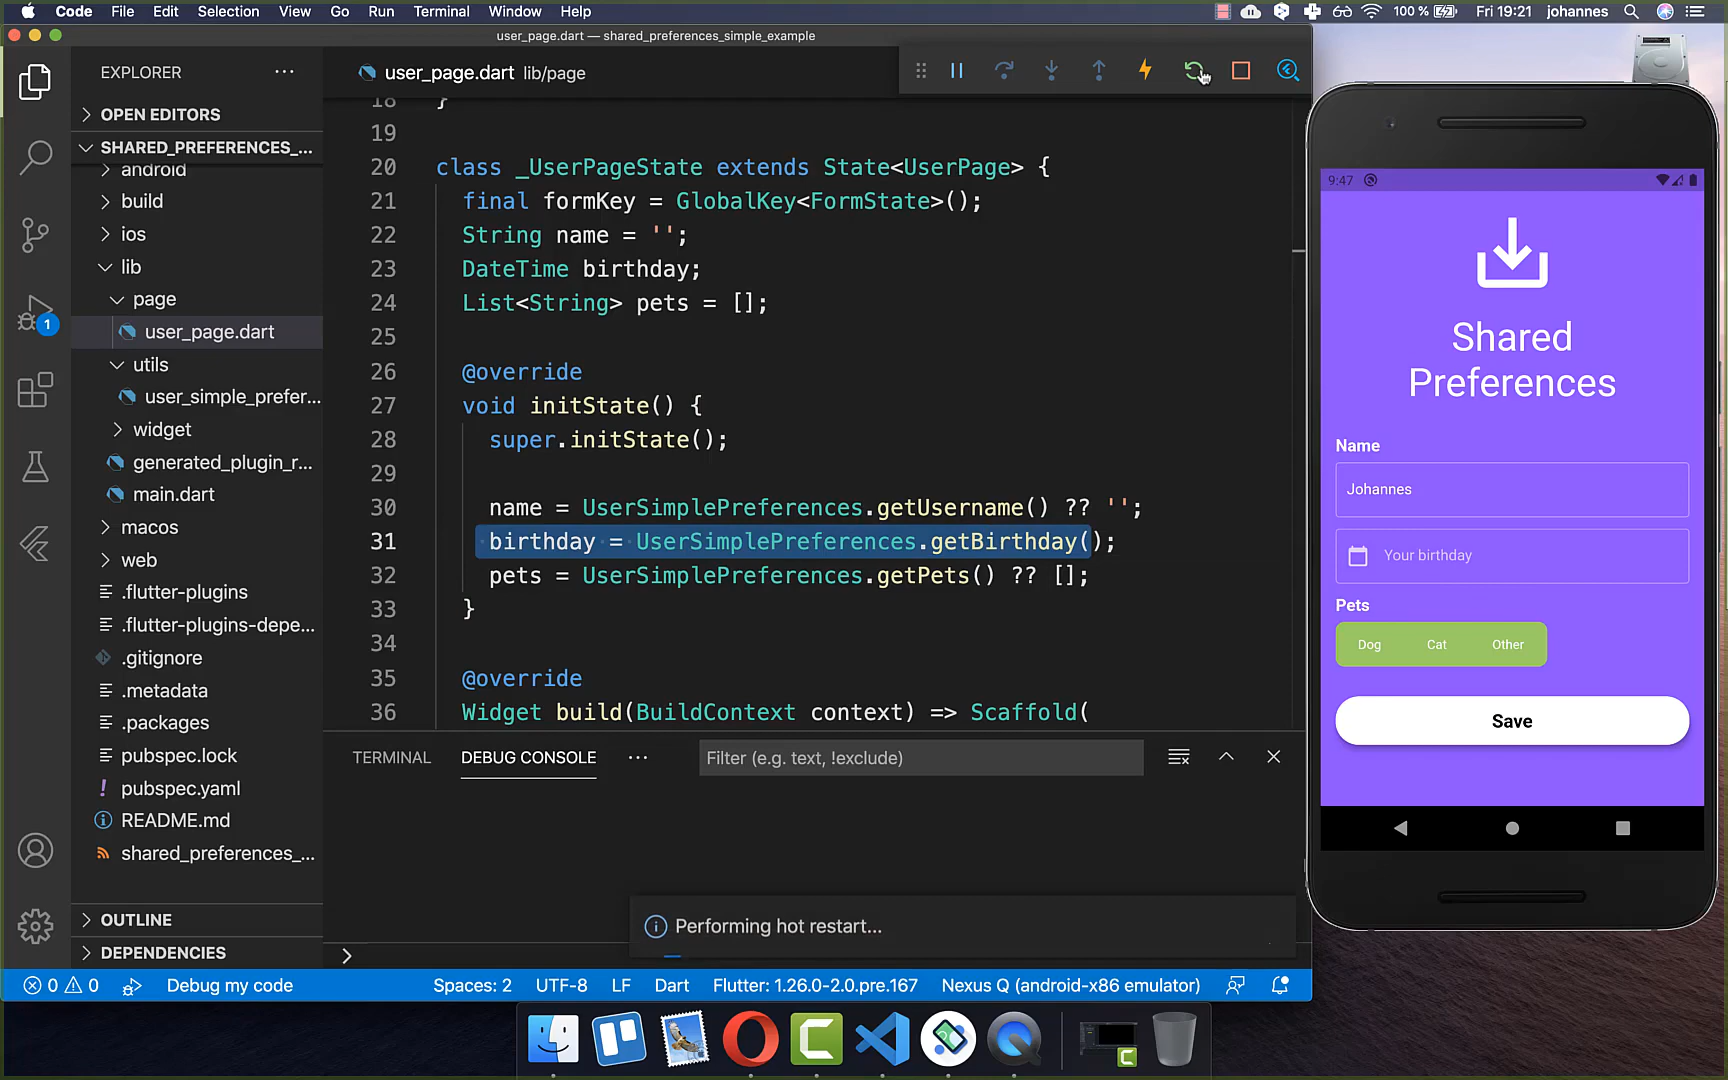 Code File Edit Selection View Go Run Terminal Window Help 100 % Fri 19:21 johannes
user_page.dart — shared_preferences_simple_example
EXPLORER
OPEN EDITORS
SHARED_PREFERENCES_...
android
build
ios
lib
page
user_page.dart
utils
user_simple_prefer...
widget
generated_plugin_r...
main.dart
macos
web
.flutter-plugins
.flutter-plugins-depe...
.gitignore
.metadata
.packages
pubspec.lock
pubspec.yaml
README.md
shared_preferences_...
OUTLINE
DEPENDENCIES
1
user_page.dart lib/page
18 }
19
20 class _UserPageState extends State<UserPage> {
21 final formKey = GlobalKey<FormState>();
22 String name = '';
23 DateTime birthday;
24 List<String> pets = [];
25
26 @override
27 void initState() {
28 super.initState();
29
30 name = UserSimplePreferences.getUsername() ?? '';
31 birthday = UserSimplePreferences.getBirthday();
32 pets = UserSimplePreferences.getPets() ?? [];
33 }
34
35 @override
36 Widget build(BuildContext context) => Scaffold(
TERMINAL DEBUG CONSOLE ... Filter (e.g. text, !exclude)
Performing hot restart...
0 0 Debug my code Spaces: 2 UTF-8 LF Dart Flutter: 1.26.0-2.0.pre.167 Nexus Q (android-x86 emulator)
9:47
Shared
Preferences
Name
Johannes
Your birthday
Pets
Dog Cat Other
Save